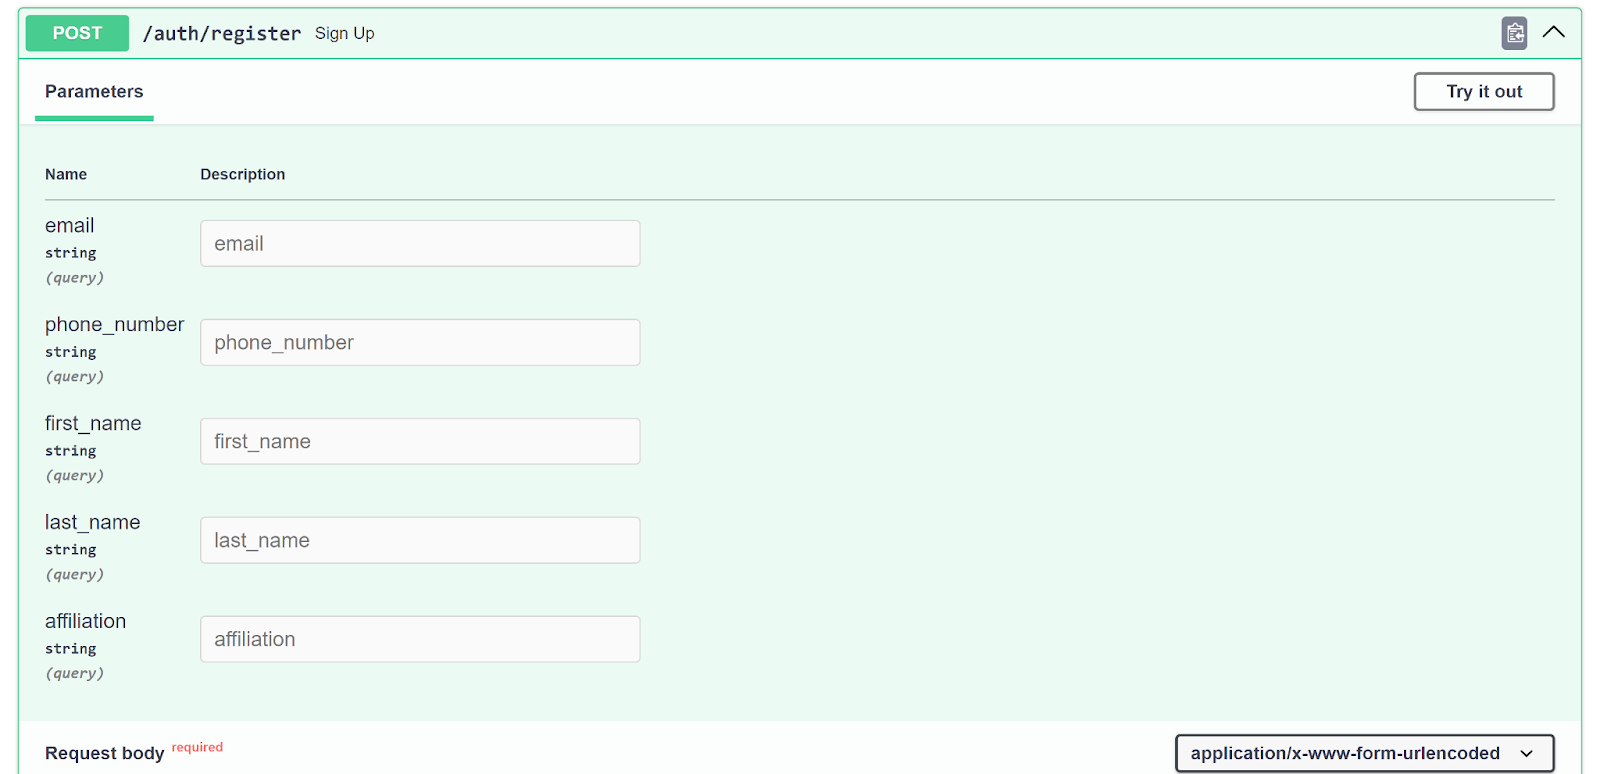 POST /auth/register Sign Up
Parameters
Try it out
Name Description
email
string
(query)
email
phone_number
string
(query)
phone_number
first_name
string
(query)
first_name
last_name
string
(query)
last_name
affiliation
string
(query)
affiliation
Request body required
application/x-www-form-urlencoded